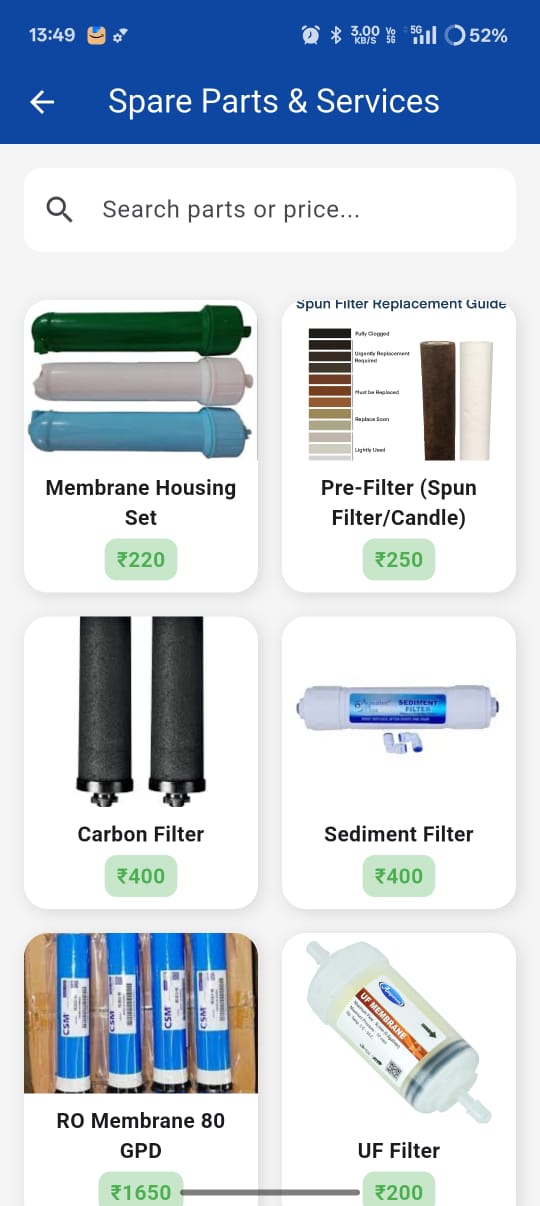 13:49
3.00
KB/S
Vo
5G
5G
52%
Spare Parts & Services
Search parts or price...
Spun Filter Replacement Guide
Fully Clogged
Urgently Replacement
Required
Must be Replaced
Replace Soon
Lightly Used
Membrane Housing
Set
₹220
Pre-Filter (Spun
Filter/Candle)
₹250
SEDIMENT
FILTER
Carbon Filter
₹400
Sediment Filter
₹400
CSM
CSM
CSM
CSM
UF MEMBRANE
RO Membrane 80
GPD
₹1650
UF Filter
₹200